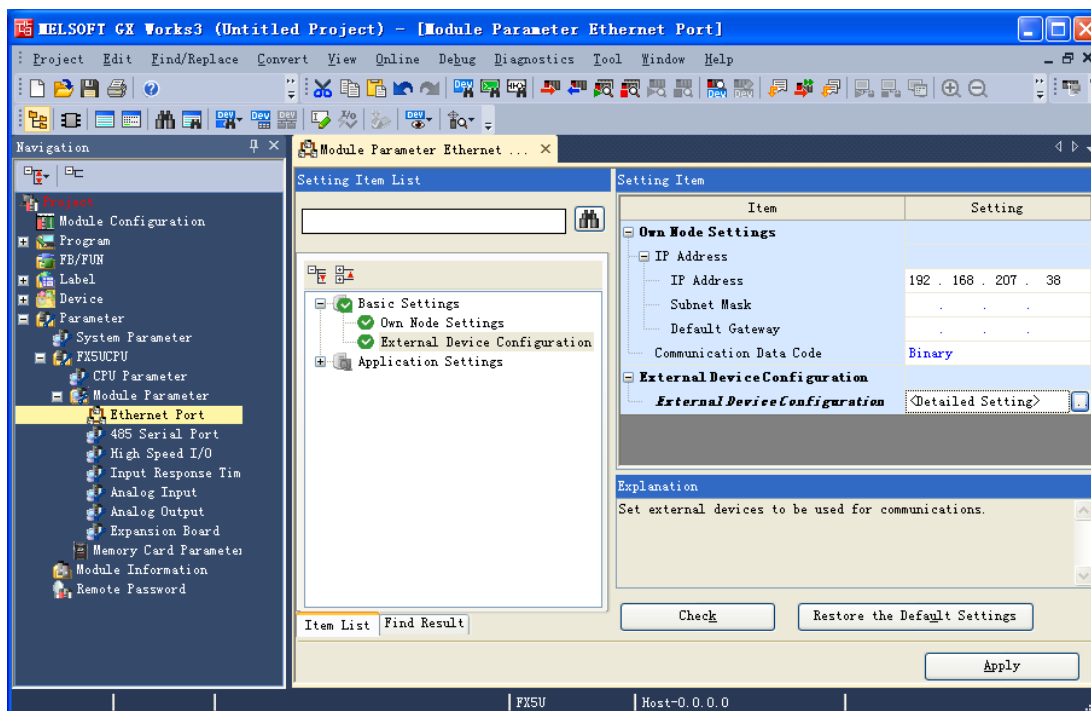 MELSOFT GX Works3 (Untitled Project) - [Module Parameter Ethernet Port]
Project Edit Find/Replace Convert View Online Debug Diagnostics Tool Window Help
Navigation
Project
Module Configuration
Program
FB/FUN
Label
Device
Parameter
System Parameter
FX5UCPU
CPU Parameter
Module Parameter
Ethernet Port
485 Serial Port
High Speed I/O
Input Response Tim
Analog Input
Analog Output
Expansion Board
Memory Card Parameter
Module Information
Remote Password
Module Parameter Ethernet ...
Setting Item List
Basic Settings
Own Node Settings
External Device Configuration
Application Settings
Item List Find Result
Setting Item
Item Setting
Own Node Settings
IP Address
IP Address 192 . 168 . 207 . 38
Subnet Mask . . .
Default Gateway . . .
Communication Data Code Binary
External Device Configuration
External Device Configuration <Detailed Setting>
Explanation
Set external devices to be used for communications.
Check Restore the Default Settings
Apply
FX5U Host-0.0.0.0